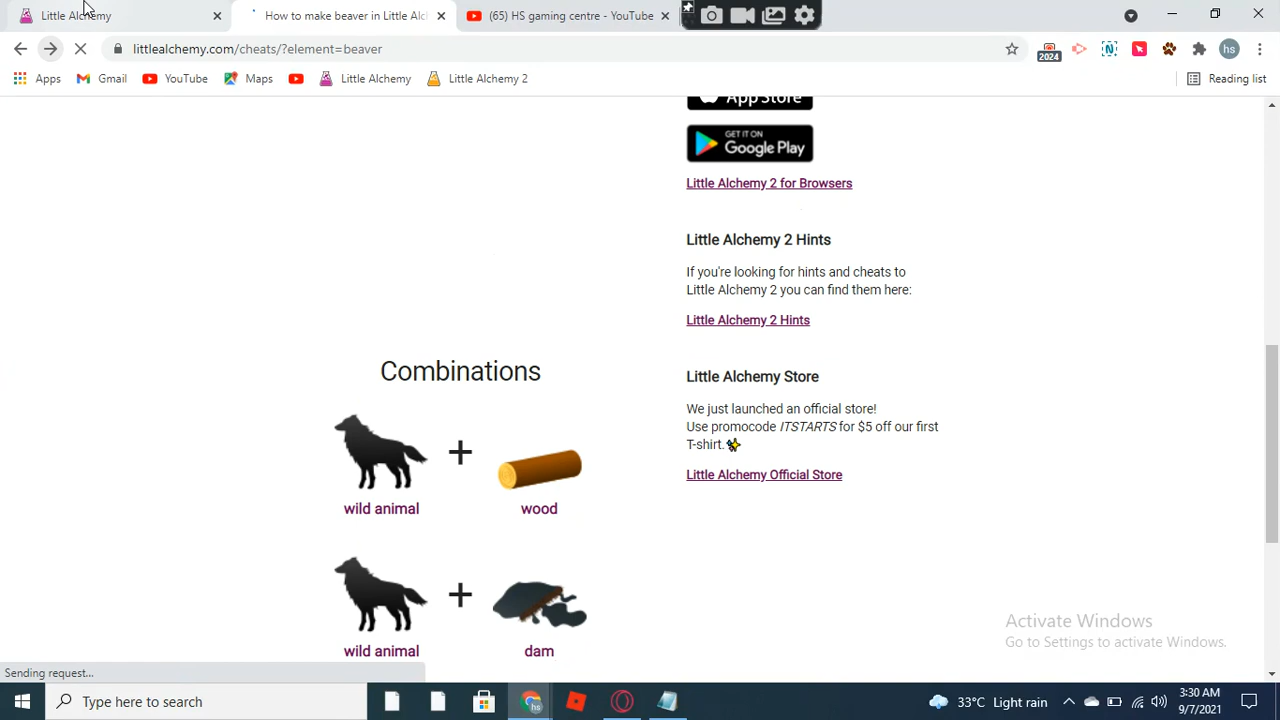 Littl
How to make beaver in Little Al
(65) HS gaming centre - YouTube
littlealchemy.com/cheats/?element=beaver
2024
hs
Apps
Gmail
YouTube
Maps
Little Alchemy
Little Alchemy 2
Reading list
App Store
GET IT ON
Google Play
Little Alchemy 2 for Browsers
Little Alchemy 2 Hints
If you're looking for hints and cheats to
Little Alchemy 2 you can find them here:
Little Alchemy 2 Hints
Combinations
Little Alchemy Store
We just launched an official store!
Use promocode ITSTARTS for $5 off our first
T-shirt.
Little Alchemy Official Store
+
wild animal
wood
+
wild animal
dam
Activate Windows
Go to Settings to activate Windows.
Sending request...
Type here to search
33°C Light rain
3:30 AM
9/7/2021